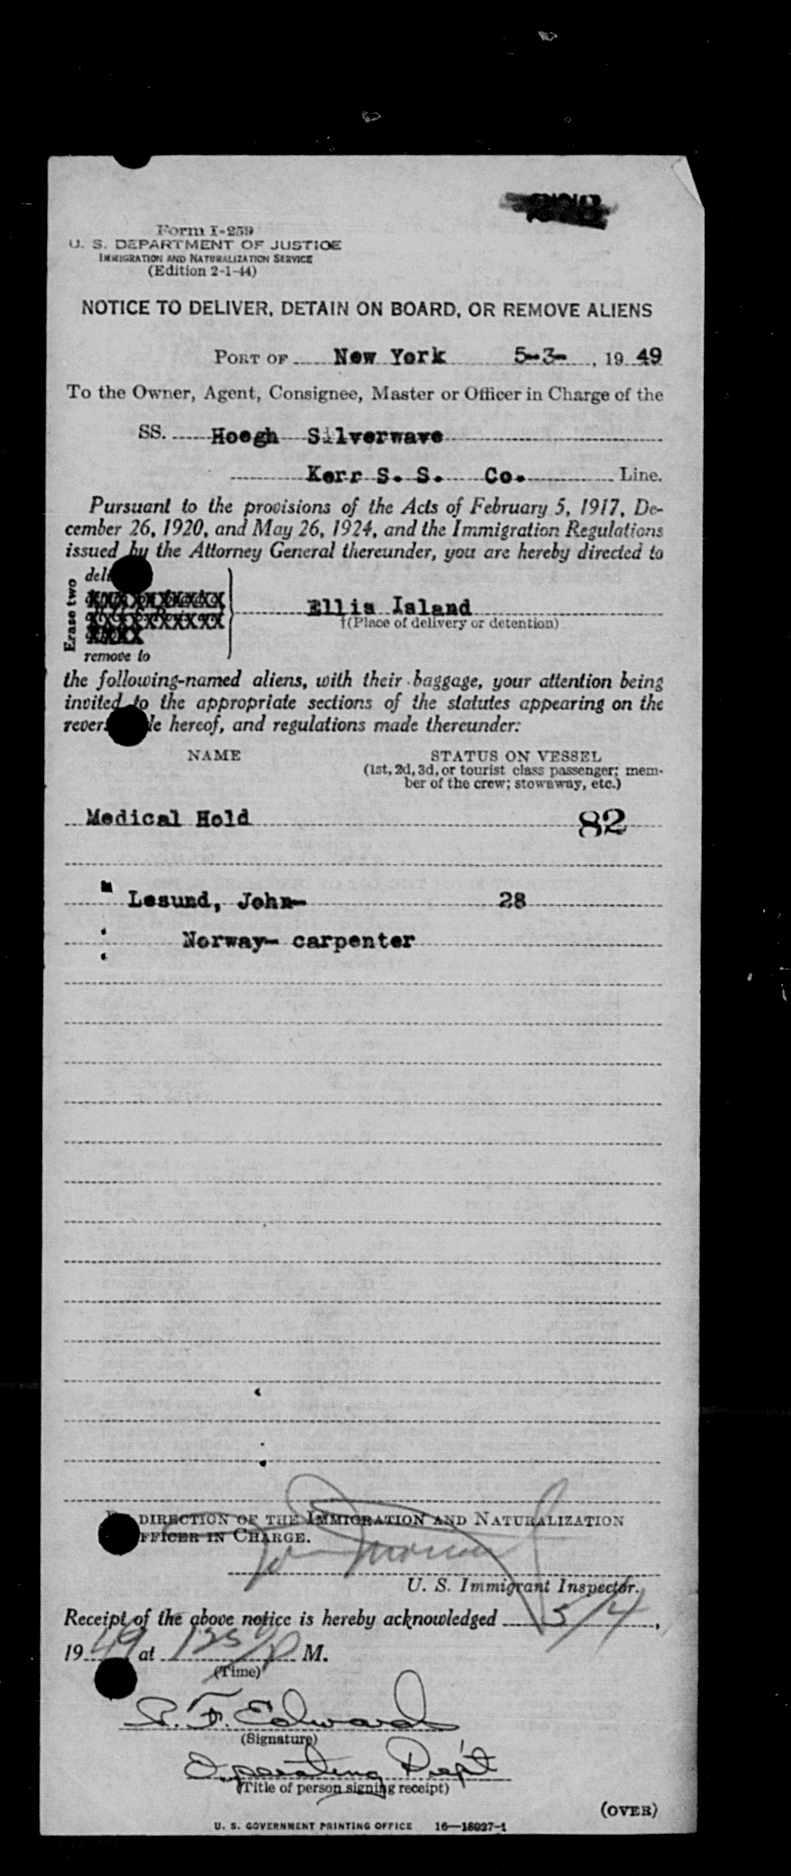 Form I-259
U. S. DEPARTMENT OF JUSTICE
IMMIGRATION AND NATURALIZATION SERVICE
(Edition 2-1-44)
NOTICE TO DELIVER, DETAIN ON BOARD, OR REMOVE ALIENS
PORT OF New York 5-3-, 19 49
To the Owner, Agent, Consignee, Master or Officer in Charge of the
SS. Hoegh Silverwave
Kerr S. S. Co. Line.
Pursuant to the provisions of the Acts of February 5, 1917, De-
cember 26, 1920, and May 26, 1924, and the Immigration Regulations
issued by the Attorney General thereunder, you are hereby directed to
Erase two
Ellis Island
†(Place of delivery or detention)
remove to
the following-named aliens, with their baggage, your attention being
invited to the appropriate sections of the statutes appearing on the
hereof, and regulations made thereunder:
NAME STATUS ON VESSEL
(1st, 2d, 3d, or tourist class passenger; mem-
ber of the crew; stowaway, etc.)
Medical Hold 82
Lesund, John- 28
Norway- carpenter
DIRECTION OF THE IMMIGRATION AND NATURALIZATION
IN CHARGE.
U. S. Immigrant Inspector.
Receipt of the above notice is hereby acknowledged 5/4,
19 49 at 125 P M.
(Time)
F. Edwards
(Signature)
Operating Dep't
(Title of person signing receipt)
(OVER)
U. S. GOVERNMENT PRINTING OFFICE 16—18027-1